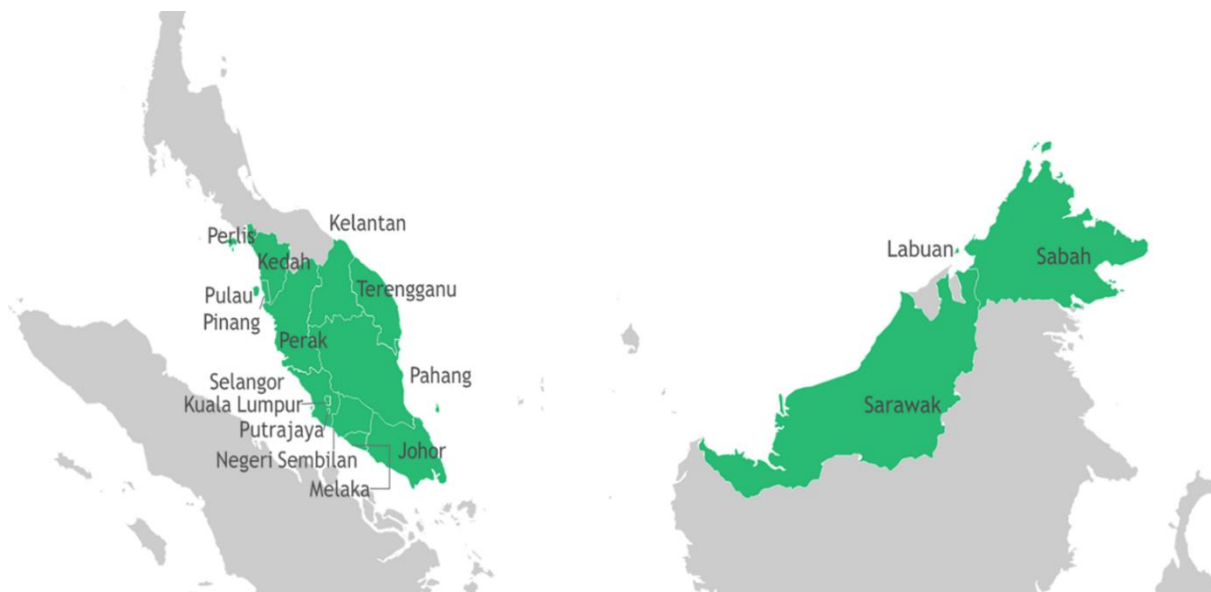 Kelantan
Perlis
Labuan
Sabah
Kedah
Terengganu
Pulau
Pinang
Perak
Pahang
Selangor
Kuala Lumpur
Sarawak
Putrajaya
Johor
Negeri Sembilan
Melaka